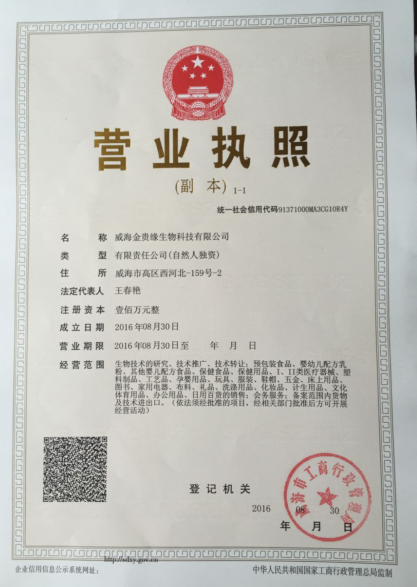 营业执照
(副 本) 1-1
统一社会信用代码91371000MA3CG10R4Y
名 称 威海金贵缘生物科技有限公司
类 型 有限责任公司(自然人独资)
住 所 威海市高区西河北-159号-2
法定代表人 王春艳
注册资本 壹佰万元整
成立日期 2016年08月30日
营业期限 2016年08月30日至 年 月 日
经营范围 生物技术的研究、技术推广、技术转让;预包装食品、婴幼儿配方乳
粉、其他婴儿配方食品、保健食品、保健用品、I、II类医疗器械、塑
料制品、工艺品、孕婴用品、玩具、服装、鞋帽、五金、床上用品、
图书、家用电器、布料、礼品、洗涤用品、化妆品、计生用品、文化
体育用品、办公用品、日用百货的销售;会务服务;备案范围内货物
及技术进出口。(依法须经批准的项目,经相关部门批准后方可开展
经营活动)
威海市工商行政管理局
登记机关
2016 08 30
年 月 日
http://sdxy.gov.cn
企业信用信息公示系统网址:
中华人民共和国国家工商行政管理总局监制